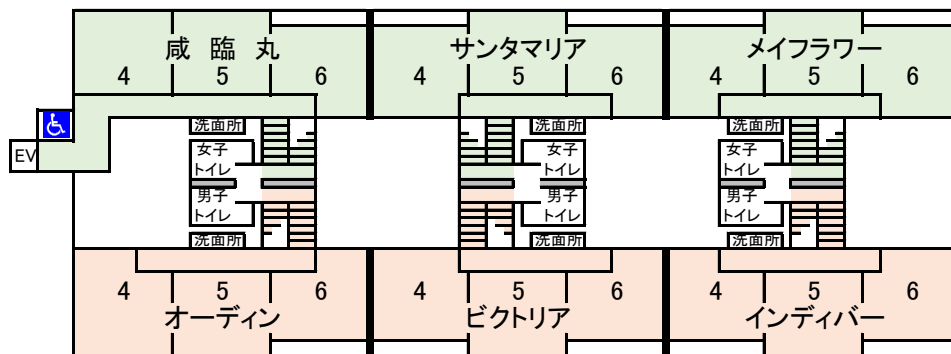 咸 臨 丸 サンタマリア メイフラワー
4 5 6 4 5 6 4 5 6
洗面所 洗面所 洗面所
EV
女子 女子 女子
トイレ トイレ トイレ
男子 男子 男子
トイレ トイレ トイレ
洗面所 洗面所 洗面所
4 5 6 4 5 6 4 5 6
オーディン ビクトリア インディバー